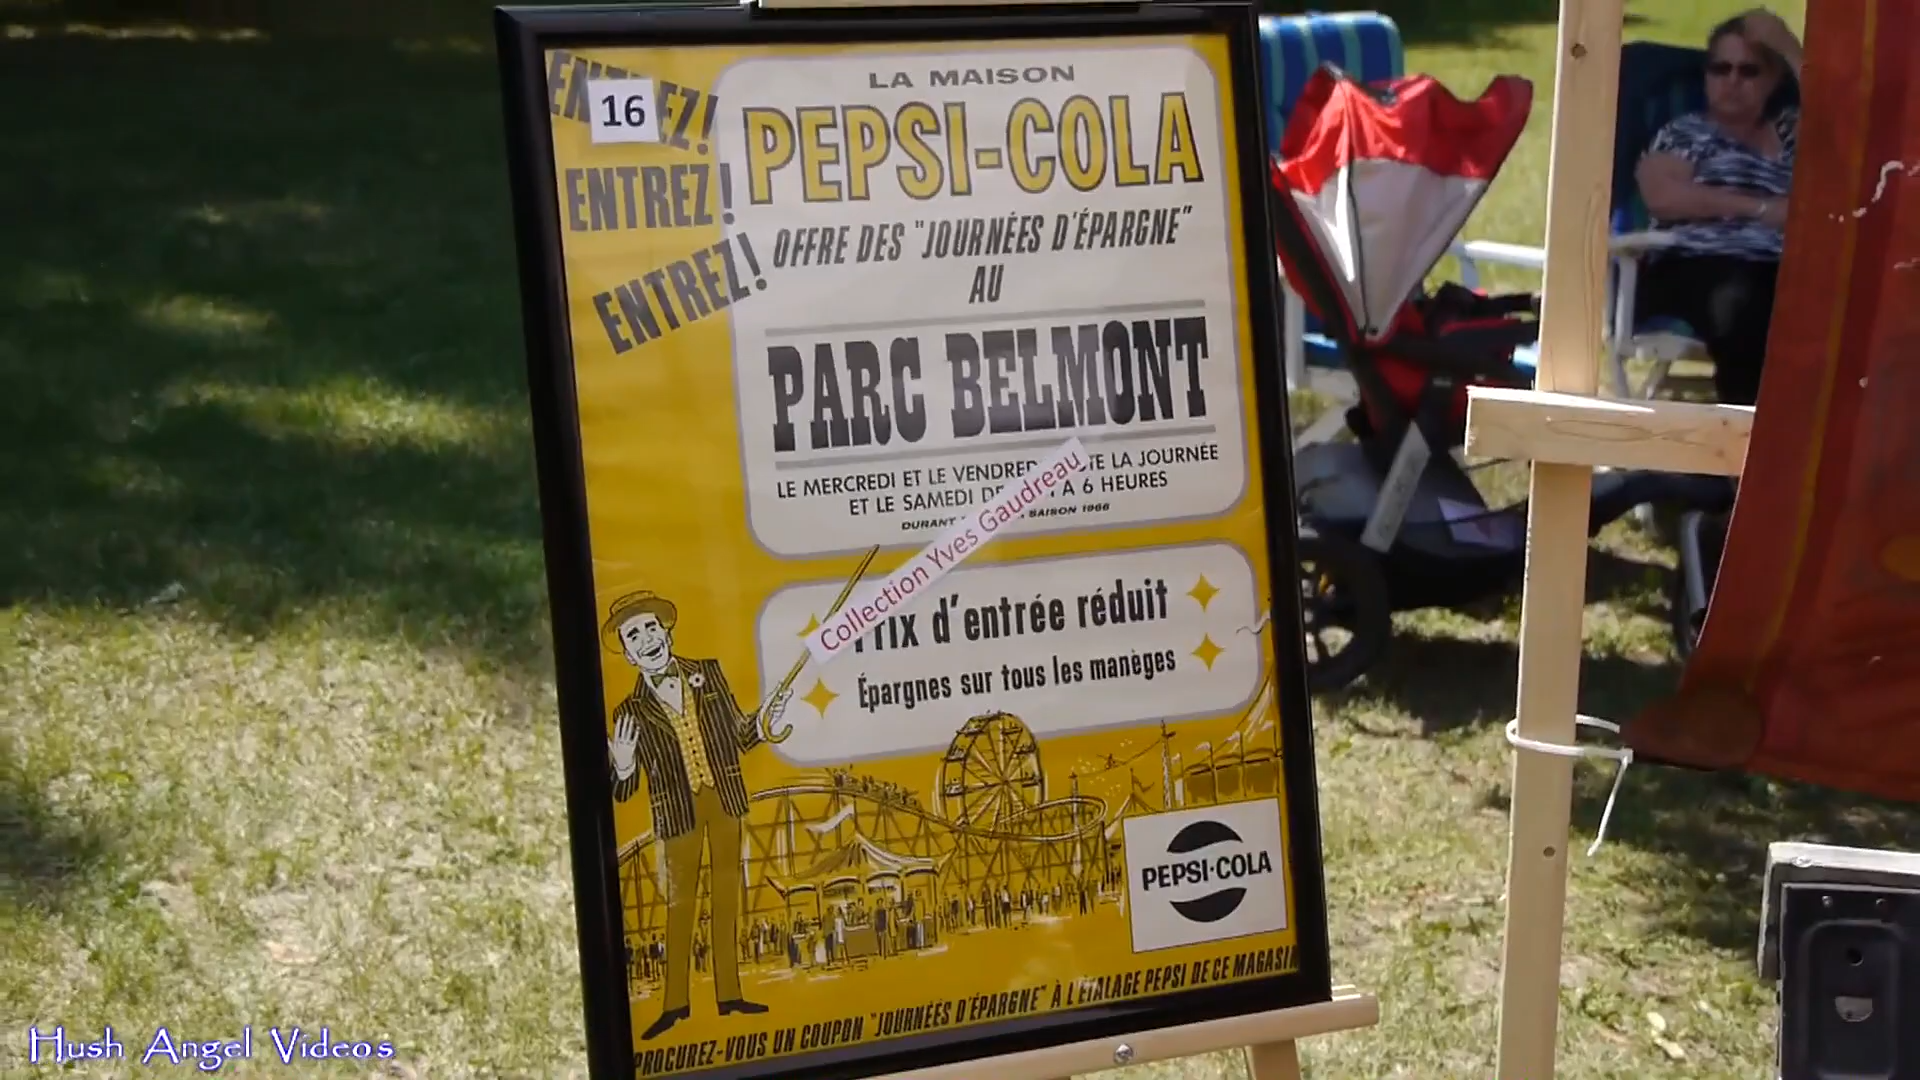 16
ENTREZ!
ENTREZ!
LA MAISON
PEPSI-COLA
OFFRE DES "JOURNÉES D'ÉPARGNE"
AU
PARC BELMONT
LE MERCREDI ET LE VENDRED TE LA JOURNÉE
ET LE SAMEDI DE A 6 HEURES
DURANT SAISON 1966
Collection Yves Gaudreau
d'entrée réduit
Épargnes sur tous les manèges
PEPSI·COLA
PROCUREZ-VOUS UN COUPON "JOURNÉES D'ÉPARGNE" À L'ÉTALAGE PEPSI DE CE MAGASIN
Hush Angel Videos